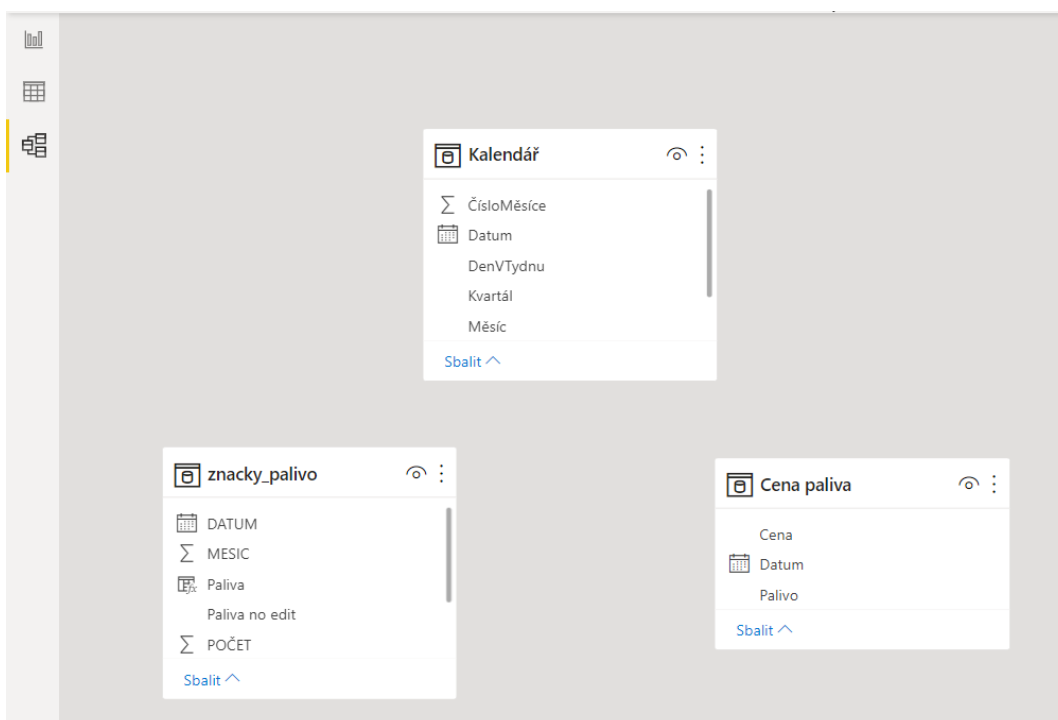 Kalendář
ČísloMěsíce
Datum
DenVTydnu
Kvartál
Měsíc
Sbalit
znacky_palivo
DATUM
MESIC
Paliva
Paliva no edit
POČET
Sbalit
Cena paliva
Cena
Datum
Palivo
Sbalit